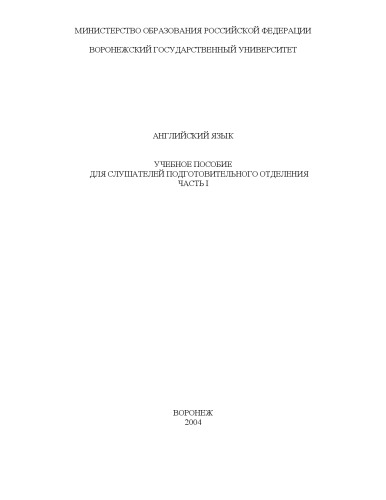 МИНИСТЕРСТВО ОБРАЗОВАНИЯ РОССИЙСКОЙ ФЕДЕРАЦИИ
ВОРОНЕЖСКИЙ ГОСУДАРСТВЕННЫЙ УНИВЕРСИТЕТ
АНГЛИЙСКИЙ ЯЗЫК
УЧЕБНОЕ ПОСОБИЕ
ДЛЯ СЛУШАТЕЛЕЙ ПОДГОТОВИТЕЛЬНОГО ОТДЕЛЕНИЯ
ЧАСТЬ I
ВОРОНЕЖ
2004